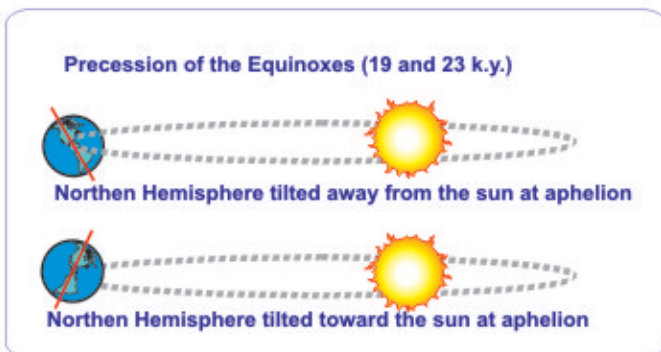 Precession of the Equinoxes (19 and 23 k.y.)
Northen Hemisphere tilted away from the sun at aphelion
Northen Hemisphere tilted toward the sun at aphelion